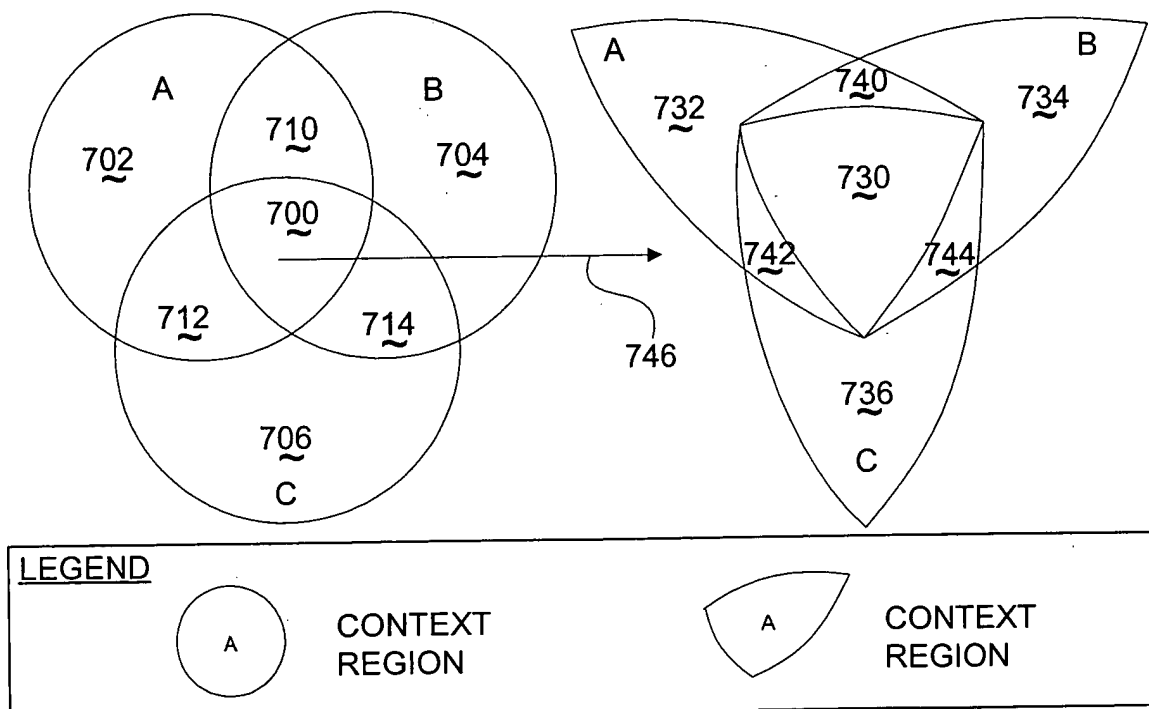 A
B
702
710
704
700
712
714
706
C
746
A
B
732
740
734
730
742
744
736
C
LEGEND
A
CONTEXT
REGION
A
CONTEXT
REGION